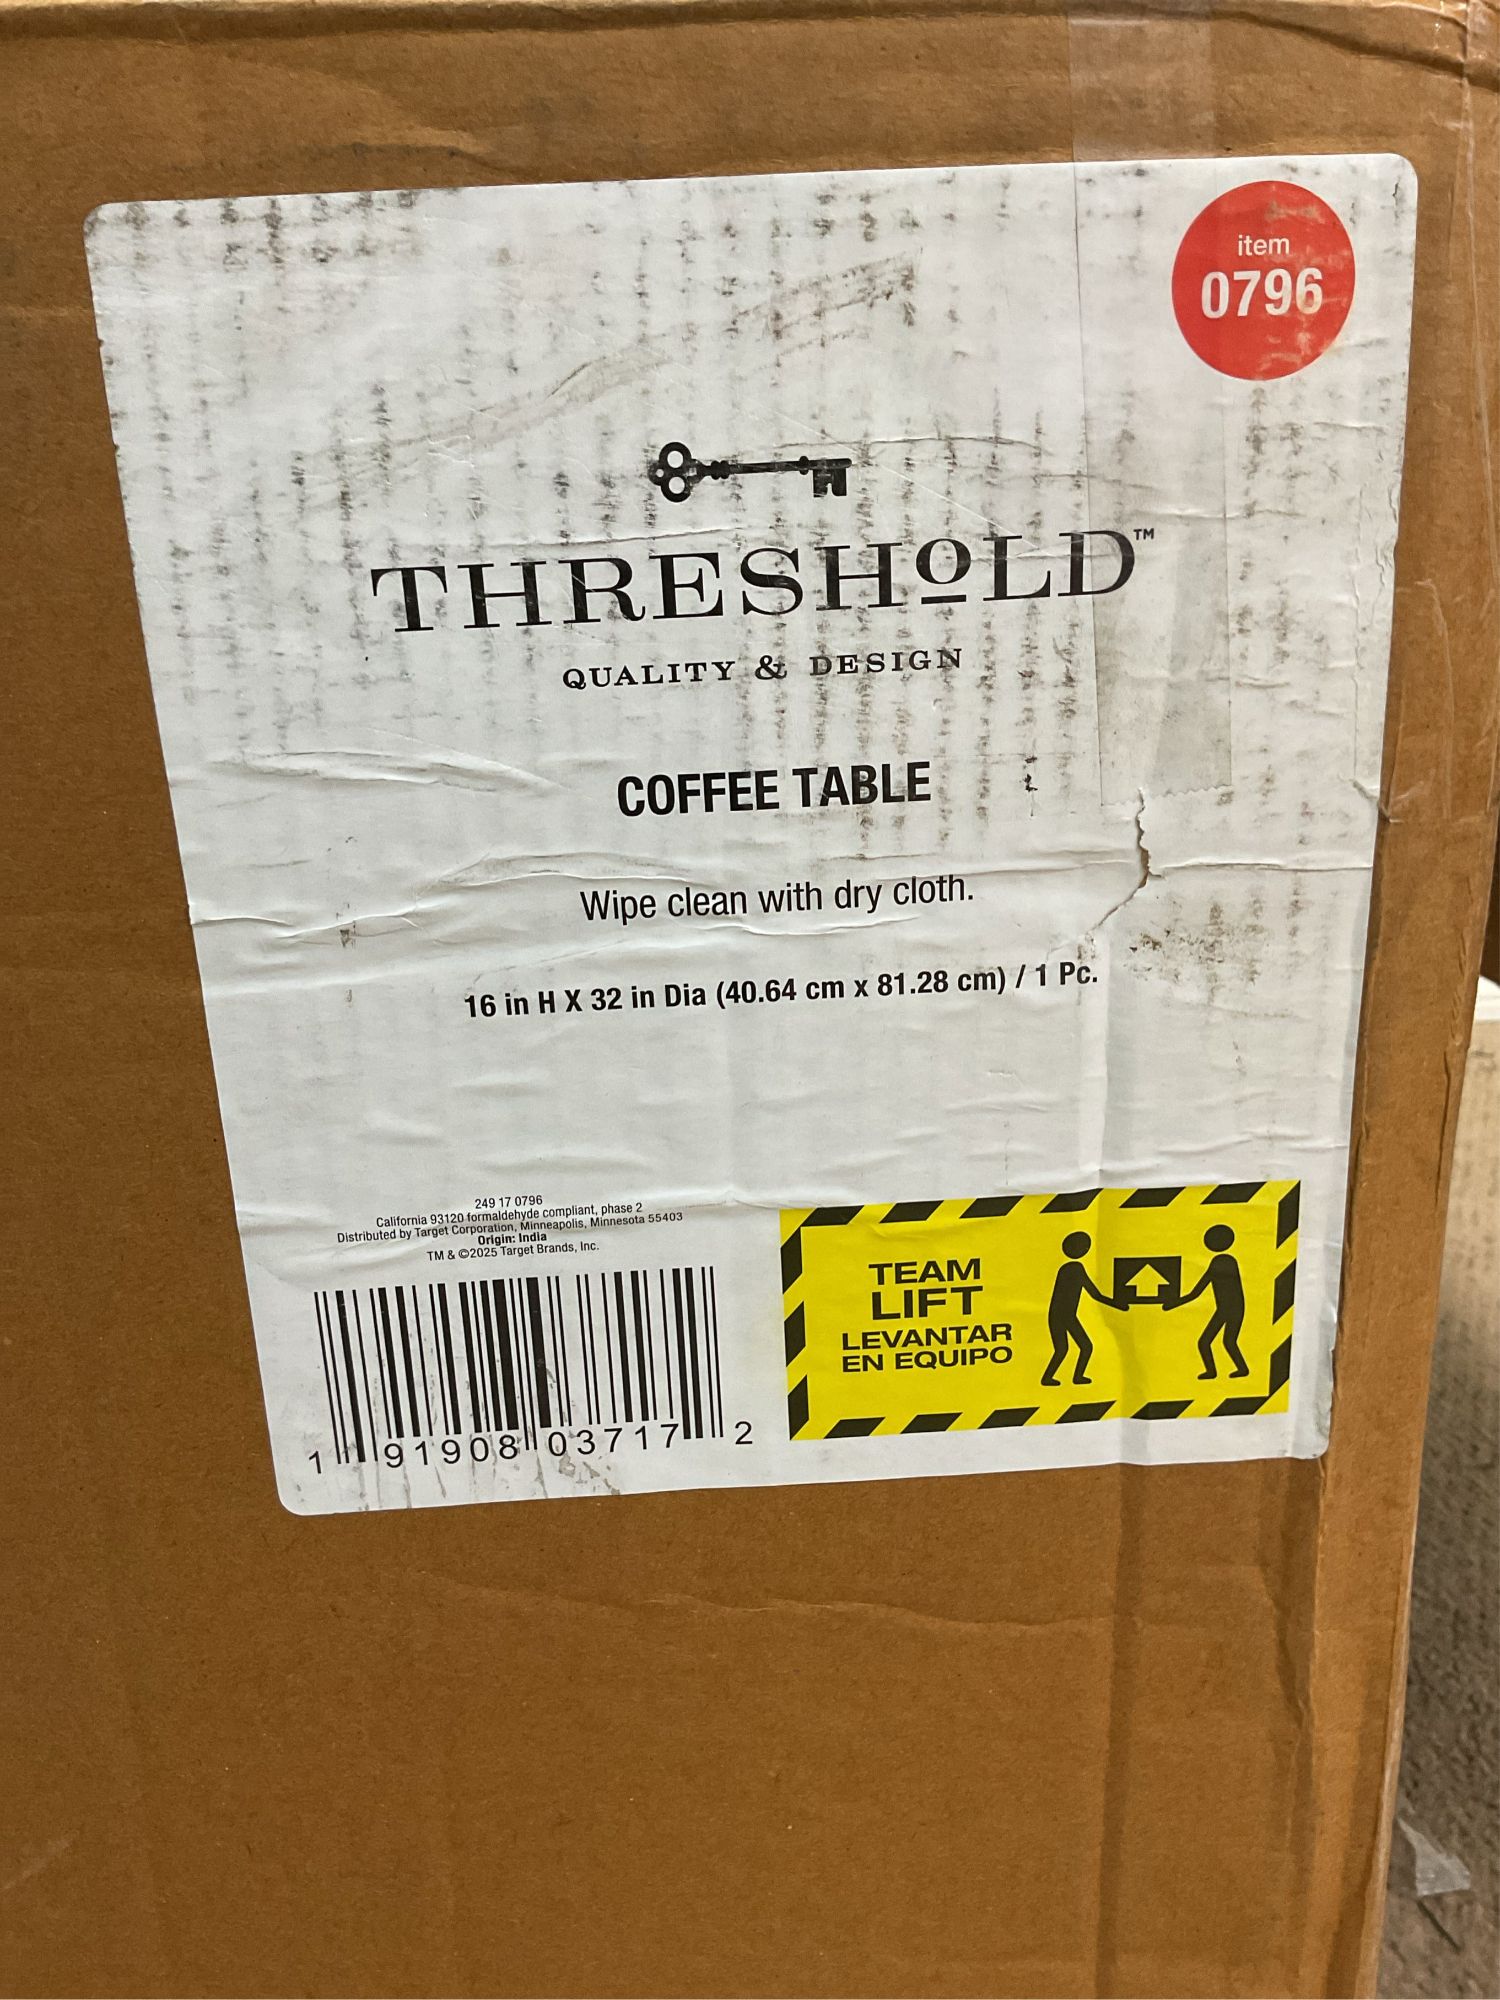 item
0796
THRESHOLD™
QUALITY & DESIGN
COFFEE TABLE
Wipe clean with dry cloth.
16 in H X 32 in Dia (40.64 cm x 81.28 cm) / 1 Pc.
249 17 0796
California 93120 formaldehyde compliant, phase 2
Distributed by Target Corporation, Minneapolis, Minnesota 55403
Origin: India
TM & ©2025 Target Brands, Inc.
1 91908 03717 2
TEAM
LIFT
LEVANTAR
EN EQUIPO